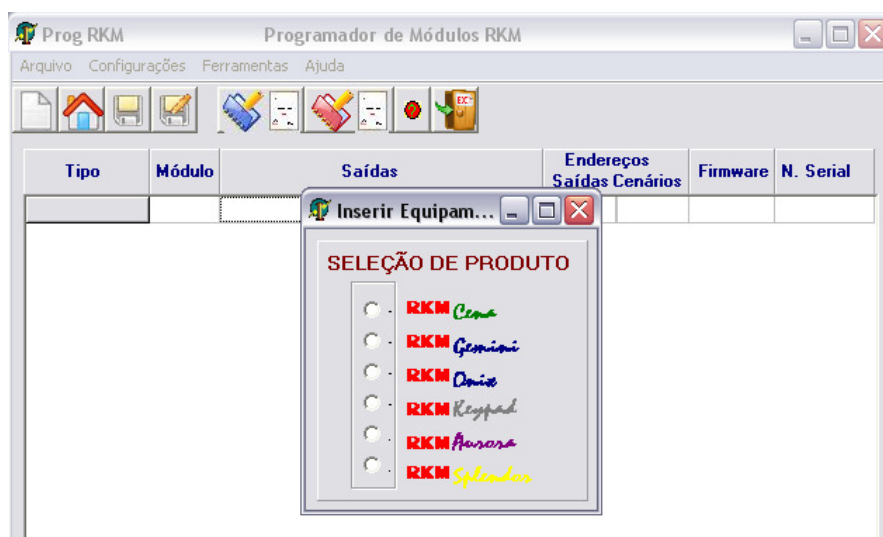 Prog RKM Programador de Módulos RKM
Arquivo Configurações Ferramentas Ajuda
EXIT
Tipo Módulo Saídas Endereços Saídas Cenários Firmware N. Serial
Inserir Equipam...
SELEÇÃO DE PRODUTO
RKM Cena
RKM Gemini
RKM Onix
RKM Keypad
RKM Aurora
RKM Splendor